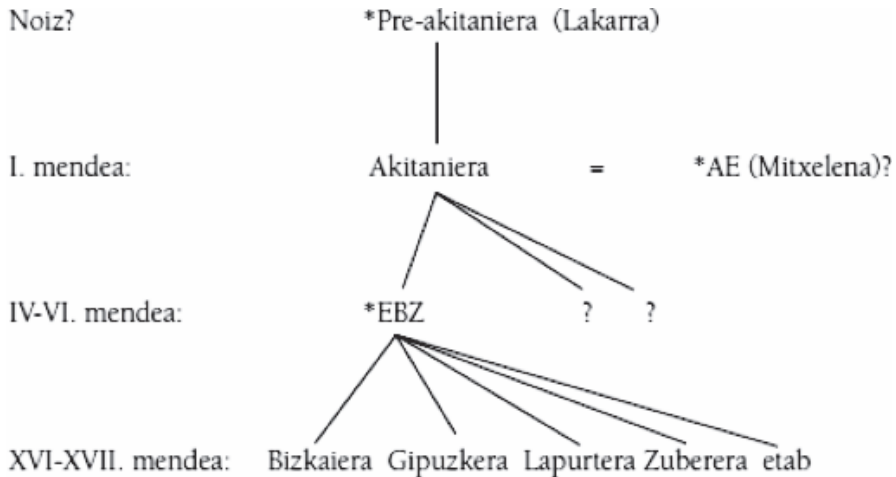 Noiz? *Pre-akitaniera (Lakarra)
I. mendea: Akitaniera = *AE (Mitxelena)?
IV-VI. mendea: *EBZ ? ?
XVI-XVII. mendea: Bizkaiera Gipuzkera Lapurtera Zuberera etab